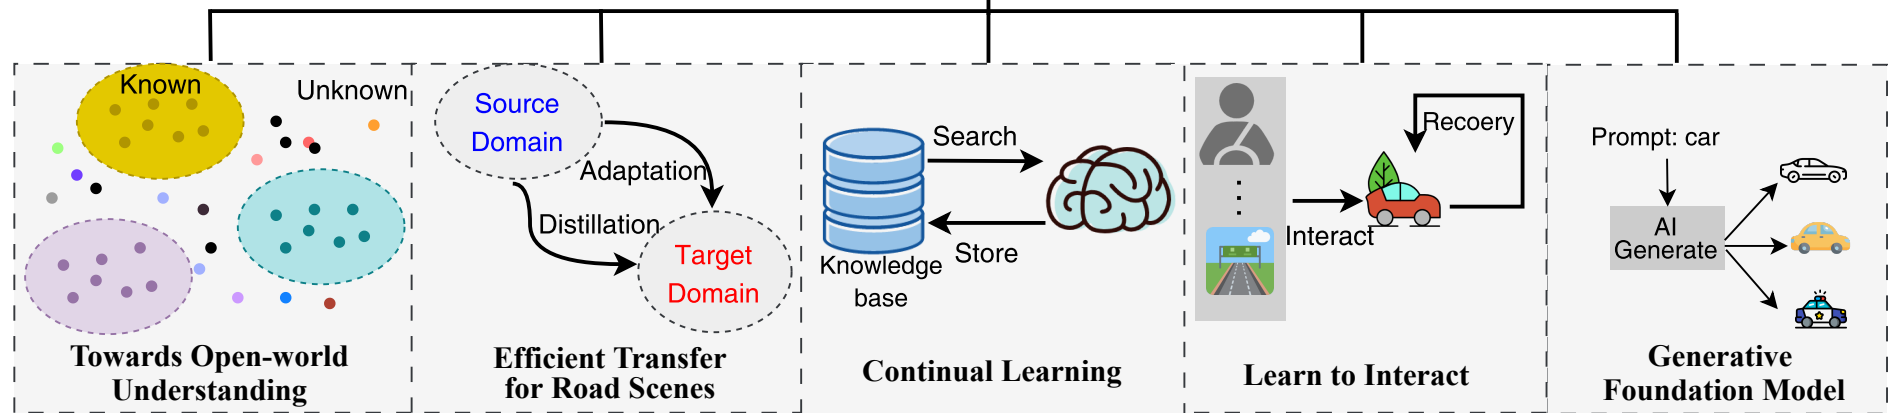 Known
Unknown
Towards Open-world
Understanding
Source
Domain
Adaptation
Distillation
Target
Domain
Efficient Transfer
for Road Scenes
Search
Store
Knowledge
base
Continual Learning
Recoery
Interact
Learn to Interact
Prompt: car
AI
Generate
Generative
Foundation Model